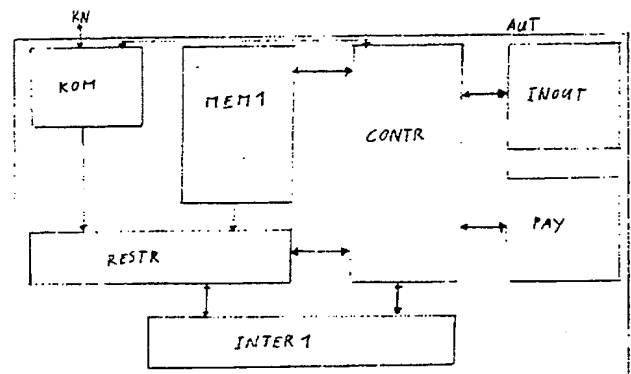 KN
AUT
KOM
MEM1
CONTR
INOUT
RESTR
PAY
INTER1